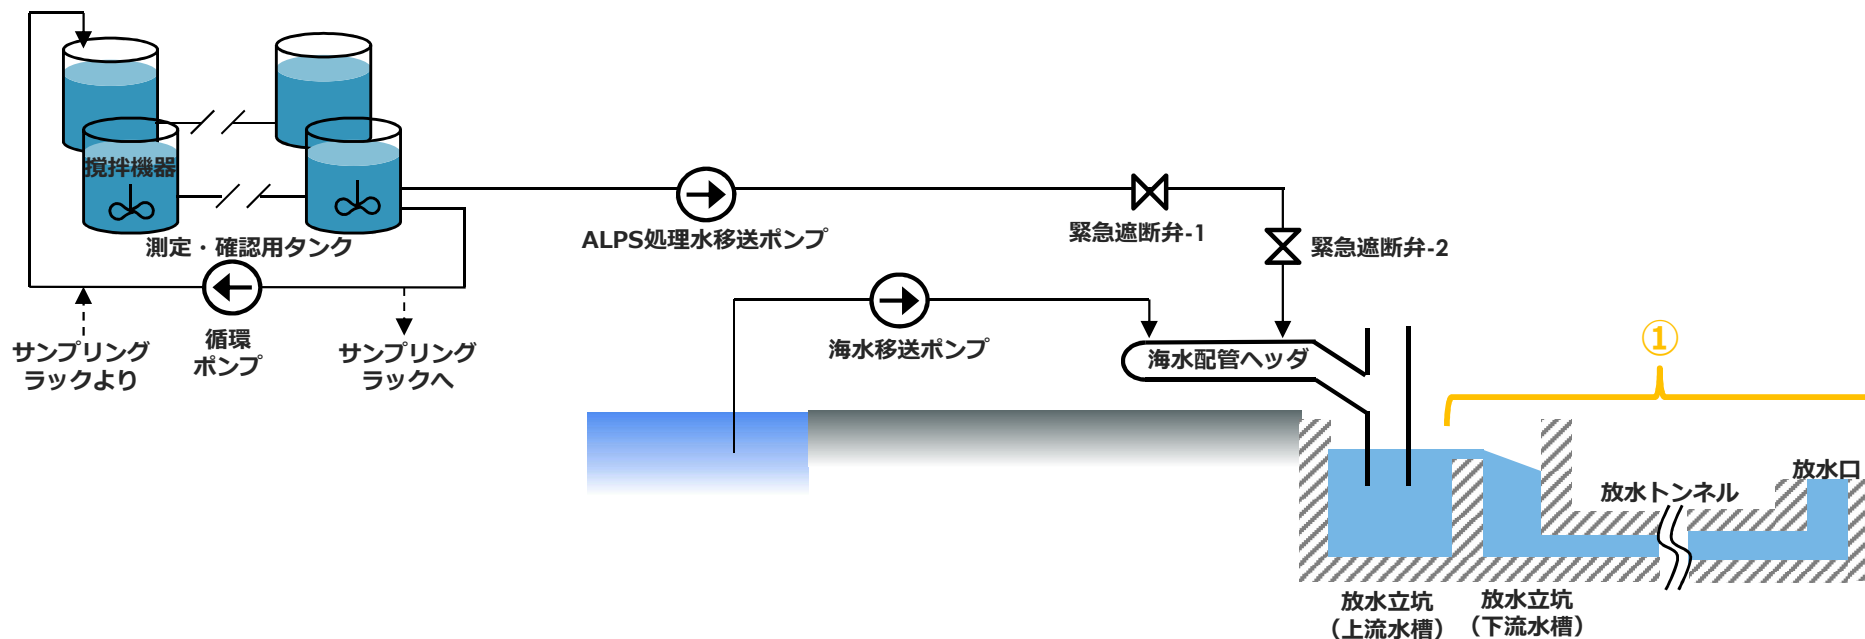 撹拌機器
測定・確認用タンク
ALPS処理水移送ポンプ
緊急遮断弁-1
緊急遮断弁-2
循環
ポンプ
サンプリング
ラックより
サンプリング
ラックへ
海水移送ポンプ
海水配管ヘッダ
①
放水口
放水トンネル
放水立坑
（上流水槽）
放水立坑
（下流水槽）